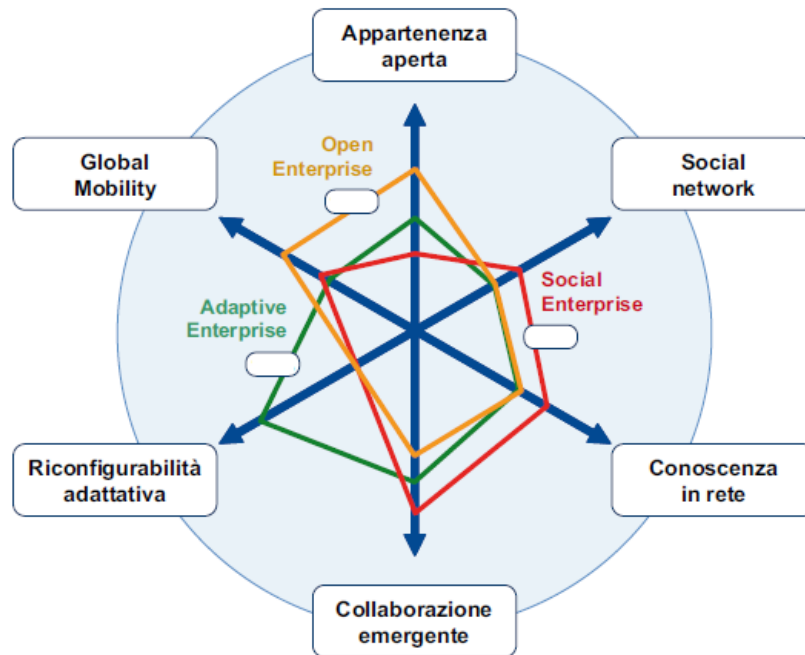 Appartenenza
aperta
Global
Mobility
Open
Enterprise
Social
network
Adaptive
Enterprise
Social
Enterprise
Riconfigurabilità
adattativa
Conoscenza
in rete
Collaborazione
emergente